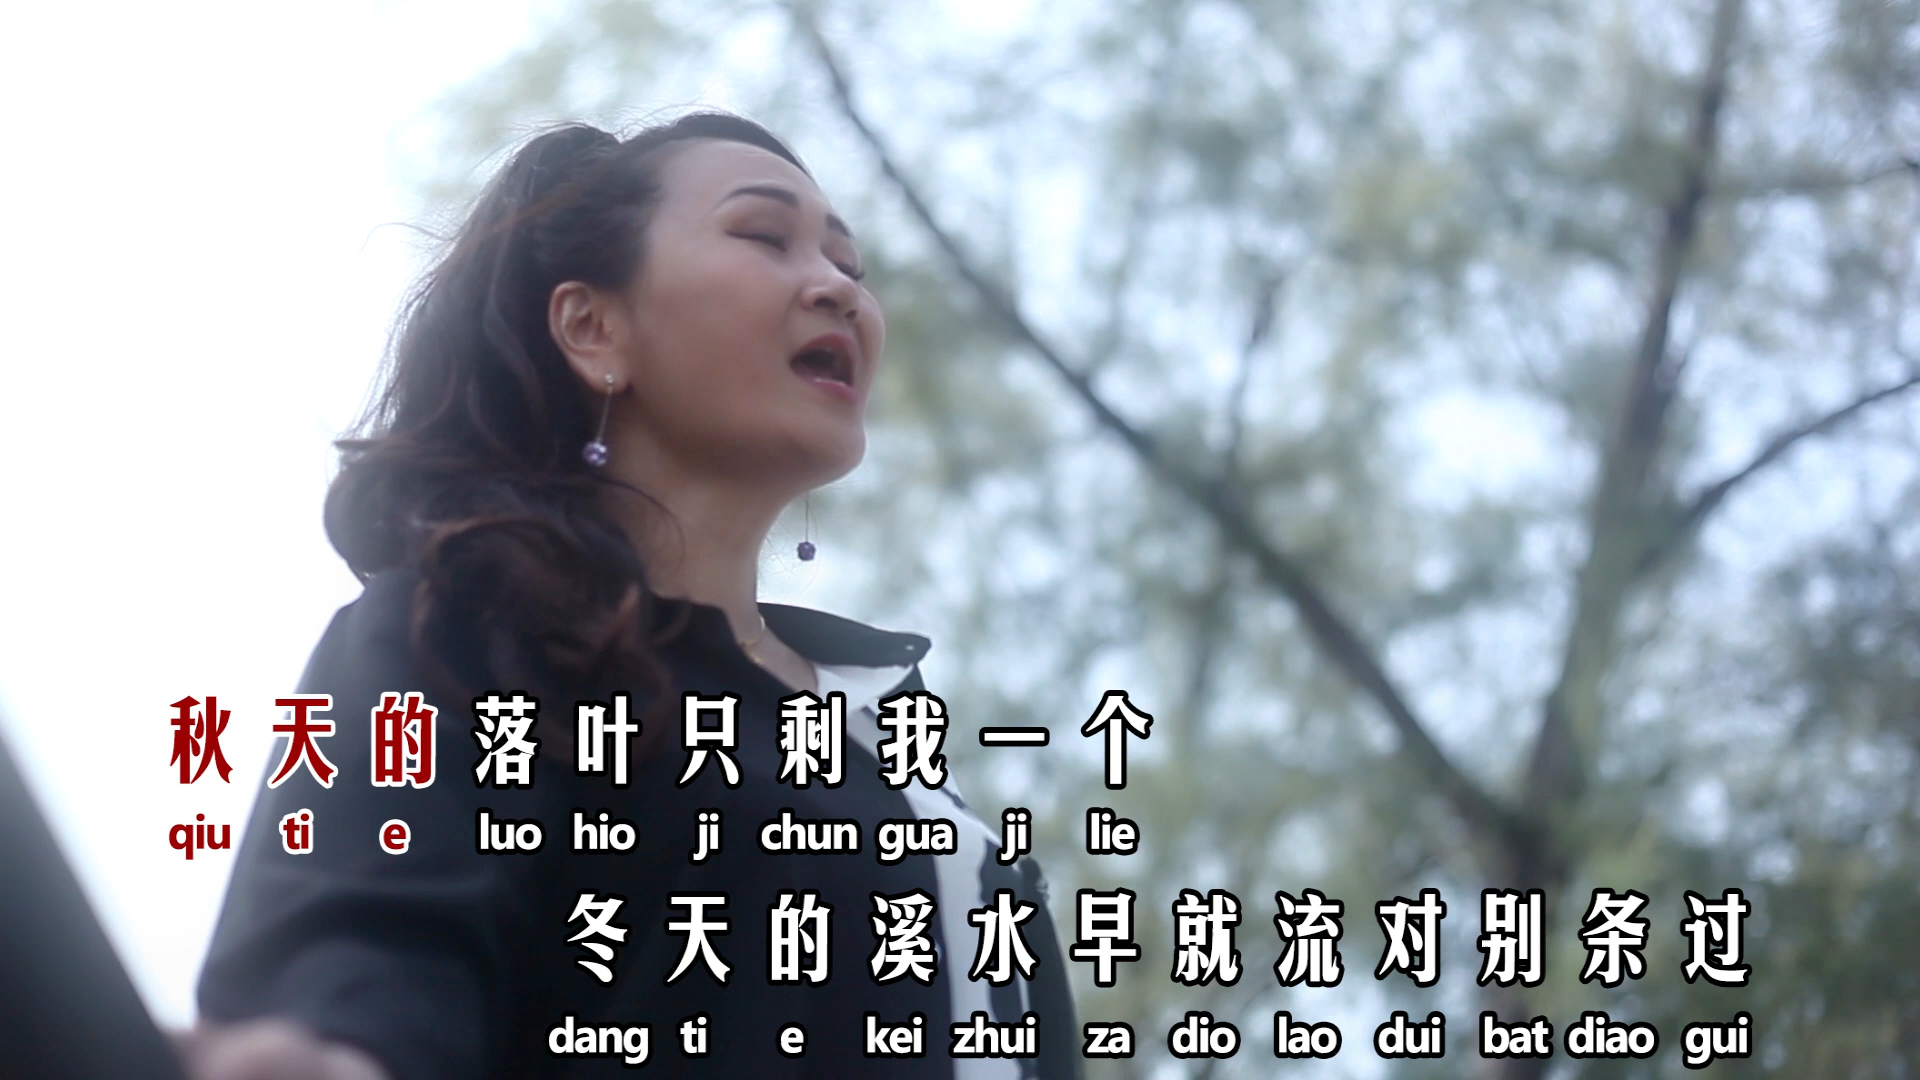 秋天的落叶只剩我一个
qiu ti e luo hio ji chun gua ji lie
冬天的溪水早就流对别条过
dang ti e kei zhui za dio lao dui bat diao gui